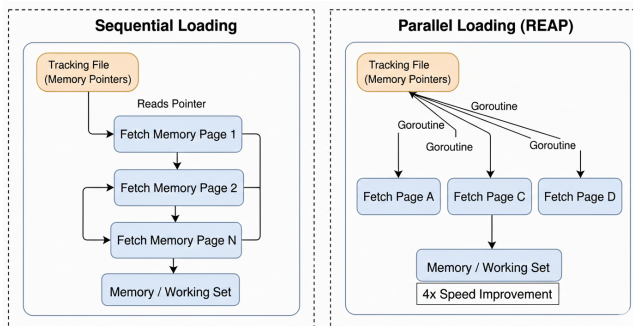 Sequential Loading
Tracking File
(Memory Pointers)
Reads Pointer
Fetch Memory Page 1
Fetch Memory Page 2
Fetch Memory Page N
Memory / Working Set
Parallel Loading (REAP)
Tracking File
(Memory Pointers)
Goroutine
Goroutine
Goroutine
Fetch Page A
Fetch Page C
Fetch Page D
Memory / Working Set
4x Speed Improvement